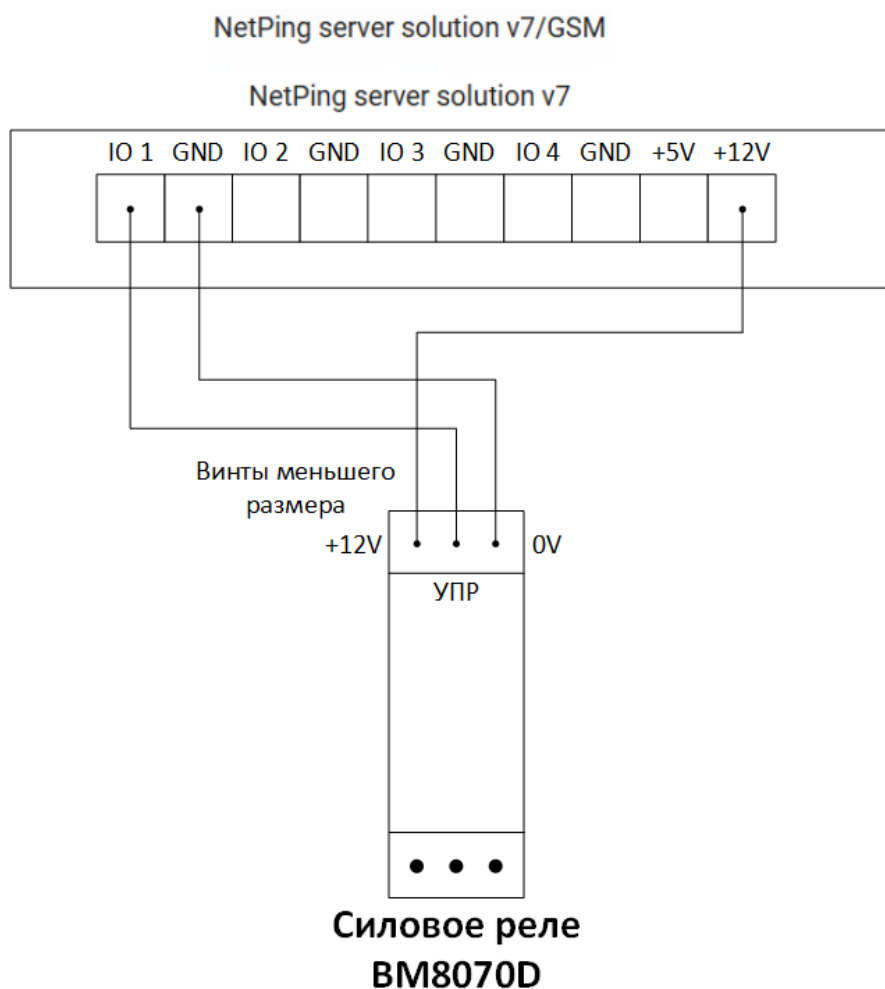 NetPing server solution v7/GSM
NetPing server solution v7
IO 1 GND IO 2 GND IO 3 GND IO 4 GND +5V +12V
Винты меньшего
размера
+12V 0V
УПР
Силовое реле
BM8070D